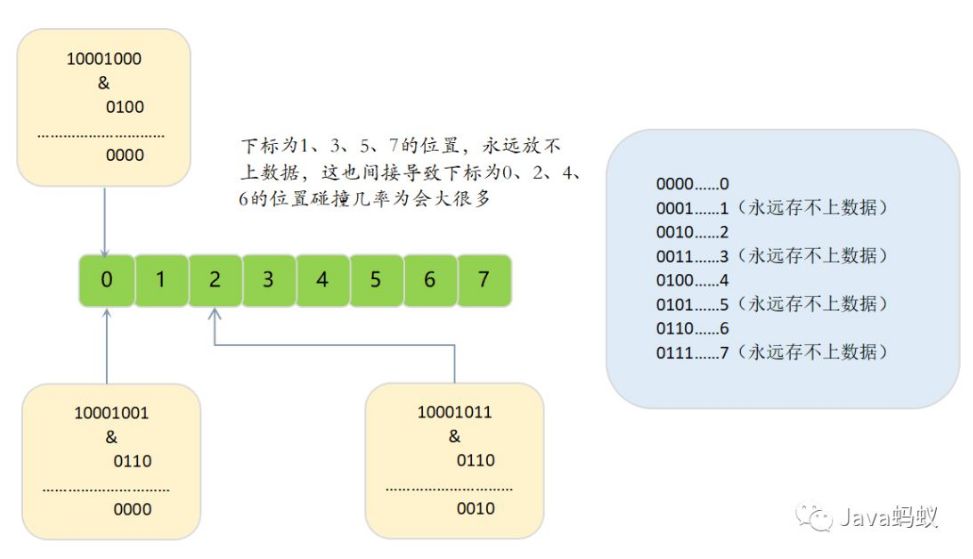 10001000
&
0100
........................
0000
下标为1、3、5、7的位置，永远放不
上数据，这也间接导致下标为0、2、4、
6的位置碰撞几率为会大很多
0000......0
0001......1（永远存不上数据）
0010......2
0011......3（永远存不上数据）
0100......4
0101......5（永远存不上数据）
0110......6
0111......7（永远存不上数据）
0 1 2 3 4 5 6 7
10001001
&
0110
........................
0000
10001011
&
0110
........................
0010
Java蚂蚁